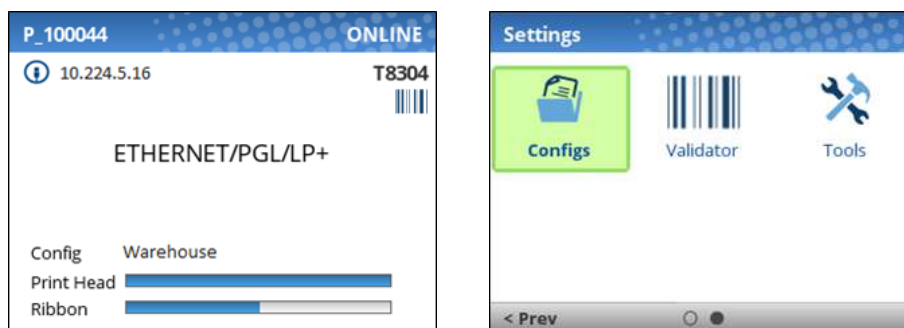 P_100044 ONLINE
10.224.5.16 T8304
ETHERNET/PGL/LP+
Config Warehouse
Print Head
Ribbon
Settings
Configs Validator Tools
< Prev